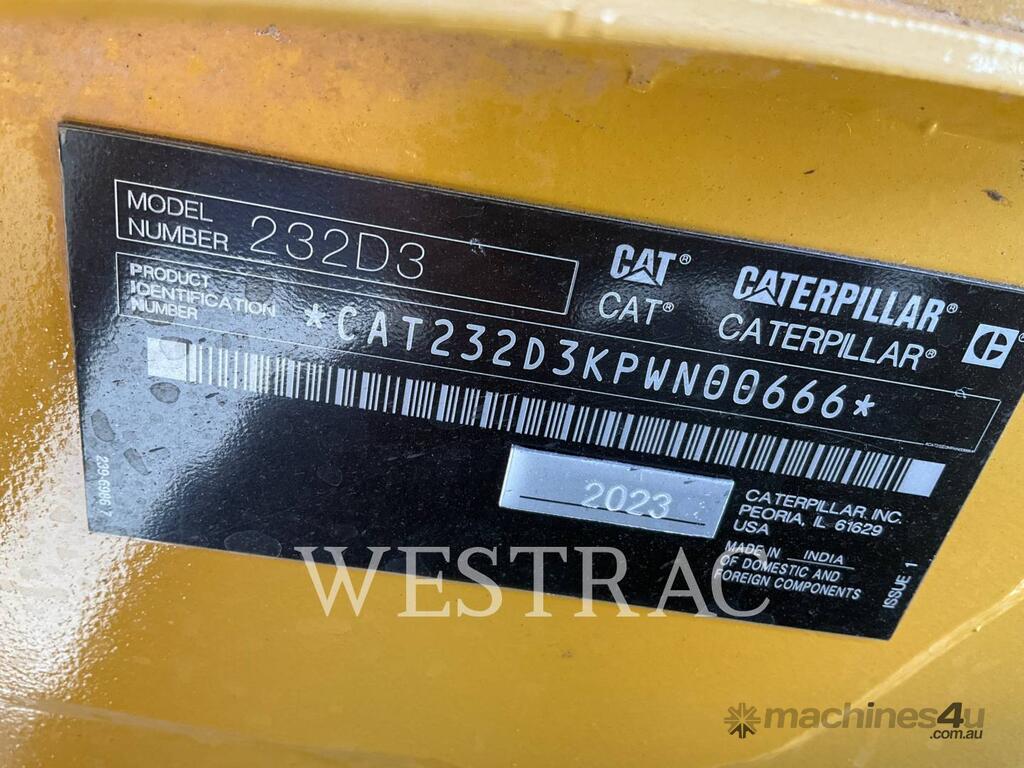 MODEL
NUMBER 232D3
PRODUCT
IDENTIFICATION
NUMBER
*CAT232D3KPWN00666*
CAT® CATERPILLAR®
CAT® CATERPILLAR®
2023
CATERPILLAR INC.
PEORIA, IL 61629
USA
MADE IN INDIA
OF DOMESTIC AND
FOREIGN COMPONENTS
ISSUE 1
WESTRAC
machines4u
.com.au